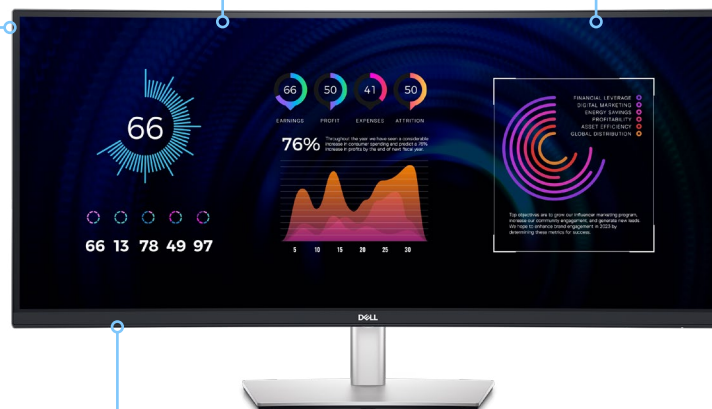 66
66 13 78 49 97
66 50 41 50
EARNINGS PROFIT EXPENSES ATTRITION
76%
Throughout the year we have seen a considerable
increase in consumer spending and predict a 76%
increase in profits by the end of next fiscal year.
5 10 15 20 25 30
FINANCIAL LEVERAGE
DIGITAL MARKETING
ENERGY SAVINGS
PROFITABILITY
ASSET EFFICIENCY
GLOBAL DISTRIBUTION
Top objectives are to grow our influencer marketing program,
increase our community engagement, and generate new leads.
We hope to enhance brand engagement in 2023 by
determining these metrics for success.
DELL